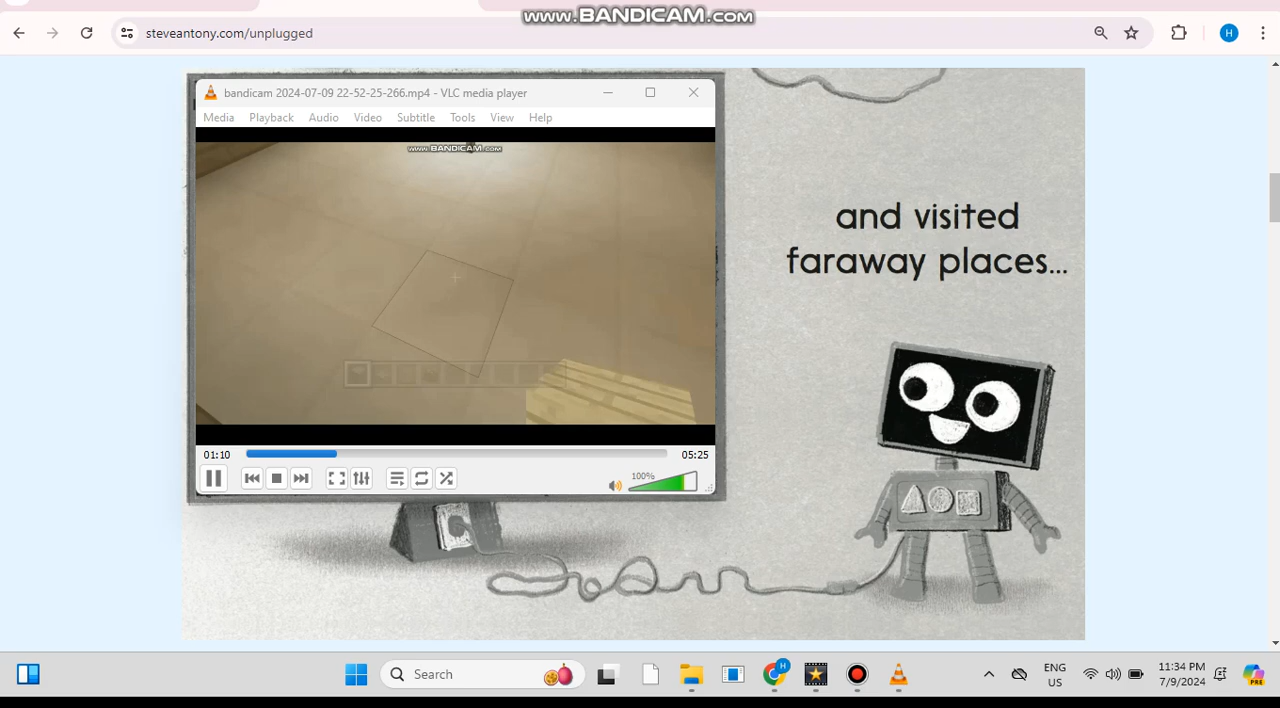 www.BANDICAM.com
steveantony.com/unplugged
H
bandicam 2024-07-09 22-52-25-266.mp4 - VLC media player
Media Playback Audio Video Subtitle Tools View Help
www.BANDICAM.com
and visited
faraway places...
01:10
05:25
100%
Search
H
ENG
US
11:34 PM
7/9/2024
PRE